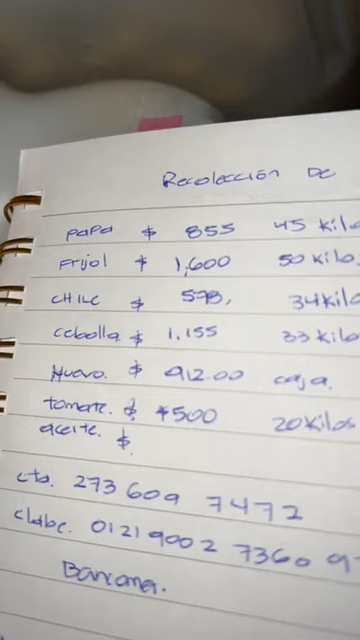 Recolección De
papa $ 855 45 kilo
Frijol $ 1,600 50 kilo.
CHILE $ 578, 34 kilo
cebolla. $ 1.155 33 kilo
Huevo. $ 912.00 caja.
tomate. $ 500 20 kilos
aceite. $.
cta. 273 609 7472
clabe. 0121 9002 7360 9
Bancomer.